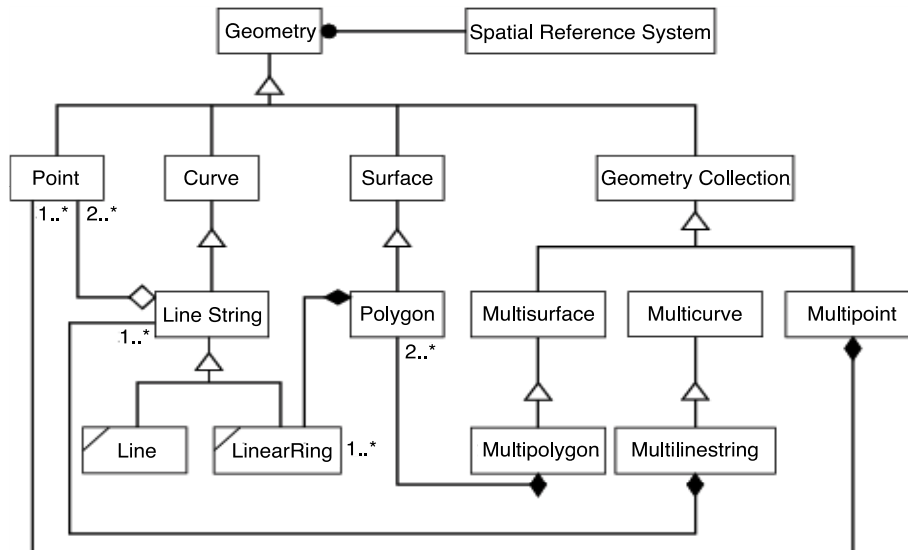 Geometry
Spatial Reference System
Point
Curve
Surface
Geometry Collection
1..*
2..*
Line String
Polygon
Multisurface
Multicurve
Multipoint
1..*
2..*
Line
LinearRing
1..*
Multipolygon
Multilinestring